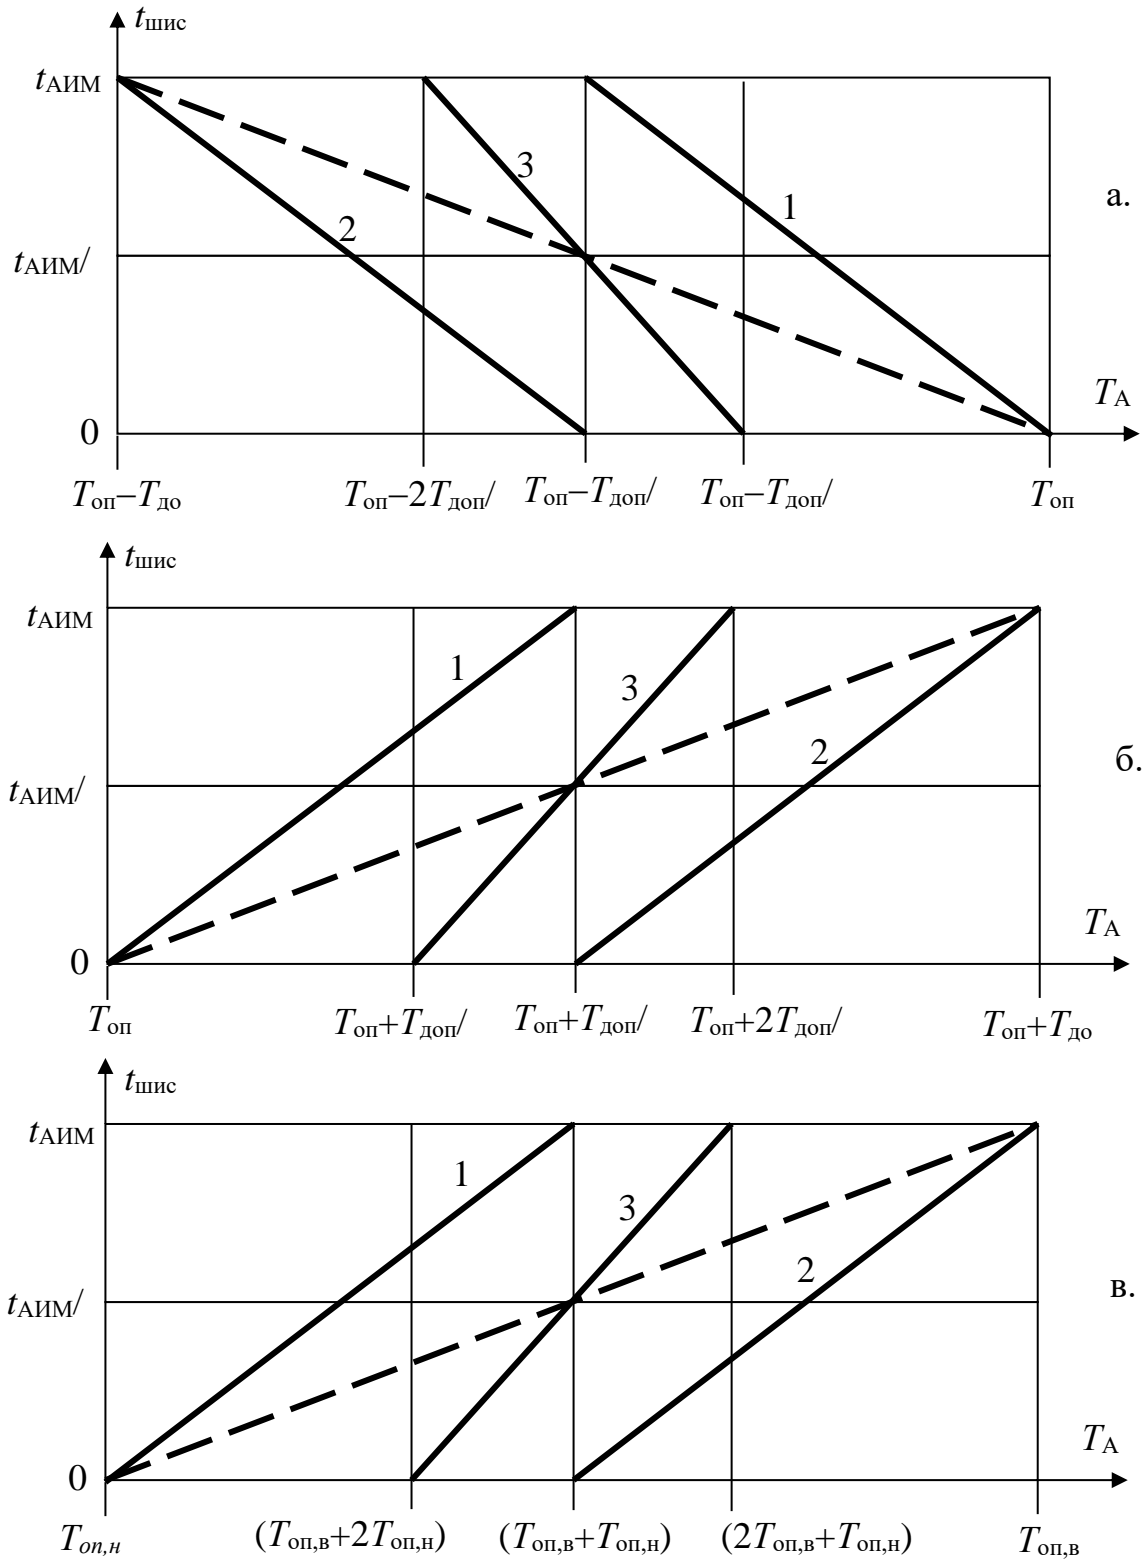 tшис
tАИМ
3
1
а.
2
tАИМ/
TА
0
Tоп–Tдо
Tоп–2Tдоп/
Tоп–Tдоп/
Tоп–Tдоп/
Tоп
tшис
tАИМ
1
3
2
б.
tАИМ/
TА
0
Tоп
Tоп+Tдоп/
Tоп+Tдоп/
Tоп+2Tдоп/
Tоп+Tдо
tшис
tАИМ
1
3
2
в.
tАИМ/
TА
0
Tоп,н
(Tоп,в+2Tоп,н)
(Tоп,в+Tоп,н)
(2Tоп,в+Tоп,н)
Tоп,в